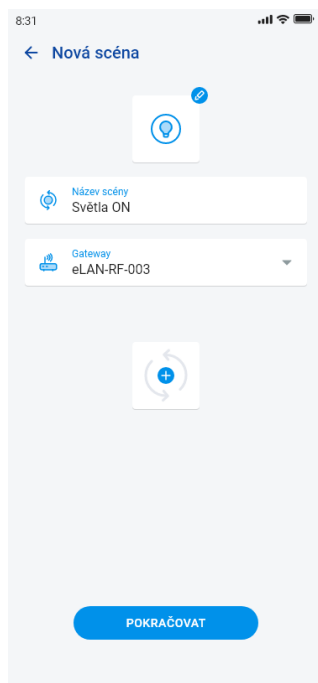 8:31
Nová scéna
Název scény
Světla ON
Gateway
eLAN-RF-003
POKRAČOVAT